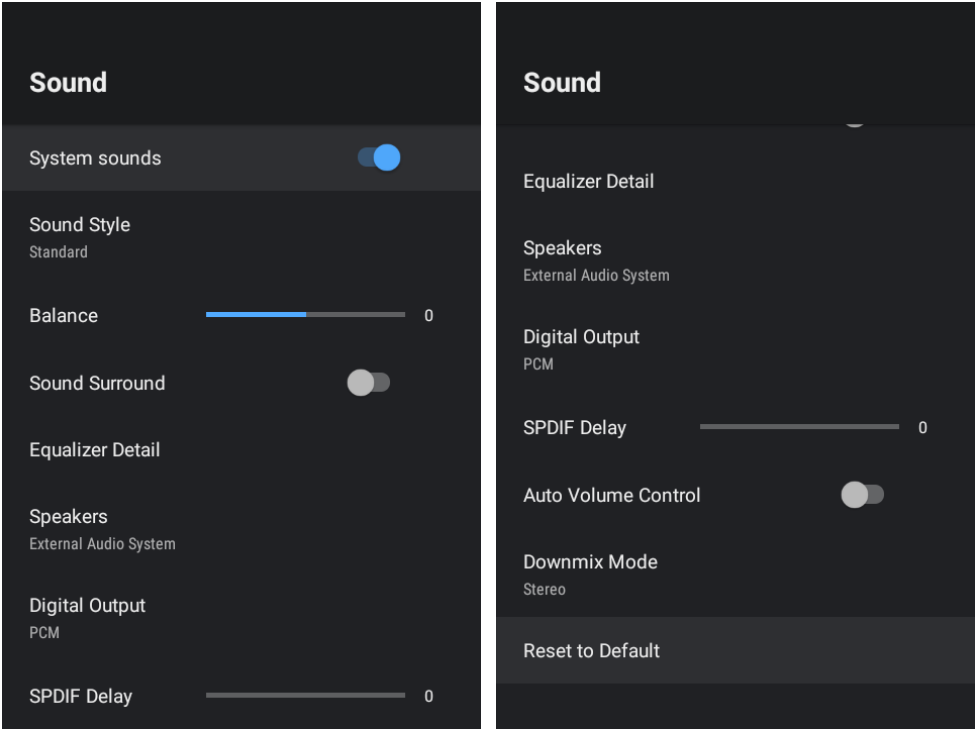 Sound
System sounds
Sound Style
Standard
Balance 0
Sound Surround
Equalizer Detail
Speakers
External Audio System
Digital Output
PCM
SPDIF Delay 0
Sound
Equalizer Detail
Speakers
External Audio System
Digital Output
PCM
SPDIF Delay 0
Auto Volume Control
Downmix Mode
Stereo
Reset to Default